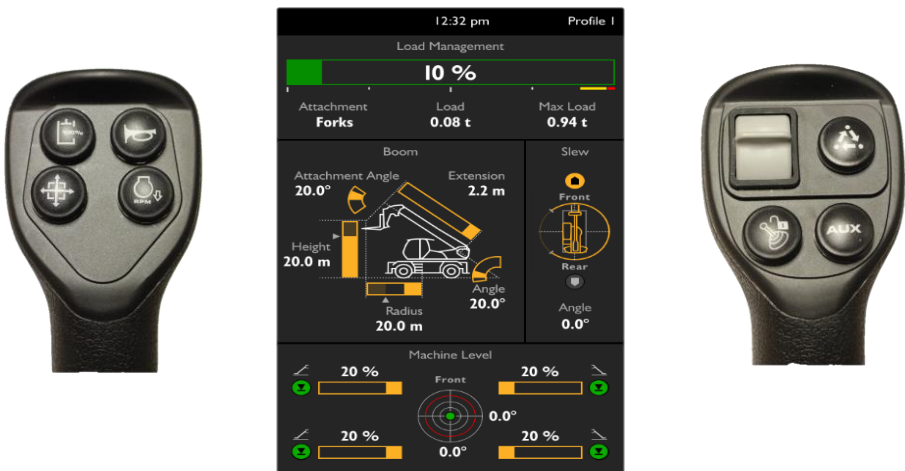 12:32 pm Profile 1
Load Management
10 %
Attachment Load Max Load
Forks 0.08 t 0.94 t
Boom
Attachment Angle Extension
20.0° 2.2 m
Height
20.0 m
Angle
20.0°
Radius
20.0 m
Slew
Front
Rear
Angle
0.0°
Machine Level
20 % 20 %
Front
0.0°
20 % 20 %
0.0°
RPM
AUX